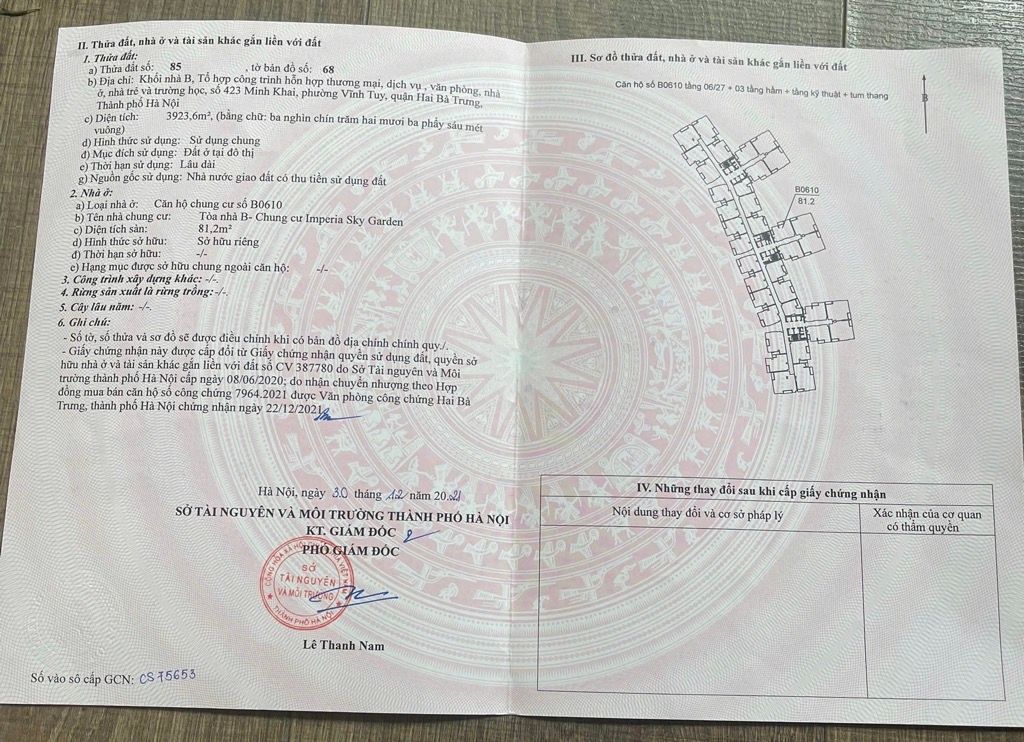 II. Thửa đất, nhà ở và tài sản khác gắn liền với đất
1. Thửa đất:
a) Thửa đất số: 85 , tờ bản đồ số: 68
b) Địa chỉ: Khối nhà B, Tổ hợp công trình hỗn hợp thương mại, dịch vụ , văn phòng, nhà
ở, nhà trẻ và trường học, số 423 Minh Khai, phường Vĩnh Tuy, quận Hai Bà Trưng,
Thành phố Hà Nội
c) Diện tích: 3923,6m², (bằng chữ: ba nghìn chín trăm hai mươi ba phẩy sáu mét
vuông)
d) Hình thức sử dụng: Sử dụng chung
đ) Mục đích sử dụng: Đất ở tại đô thị
e) Thời hạn sử dụng: Lâu dài
g) Nguồn gốc sử dụng: Nhà nước giao đất có thu tiền sử dụng đất
2. Nhà ở:
a) Loại nhà ở: Căn hộ chung cư số B0610
b) Tên nhà chung cư: Tòa nhà B- Chung cư Imperia Sky Garden
c) Diện tích sàn: 81,2m²
d) Hình thức sở hữu: Sở hữu riêng
đ) Thời hạn sở hữu: -/-
e) Hạng mục được sở hữu chung ngoài căn hộ: -/-
3. Công trình xây dựng khác: -/-.
4. Rừng sản xuất là rừng trồng: -/-.
5. Cây lâu năm: -/-.
6. Ghi chú:
- Số tờ, số thửa và sơ đồ sẽ được điều chỉnh khi có bản đồ địa chính chính quy./.
- Giấy chứng nhận này được cấp đổi từ Giấy chứng nhận quyền sử dụng đất, quyền sở
hữu nhà ở và tài sản khác gắn liền với đất số CV 387780 do Sở Tài nguyên và Môi
trường thành phố Hà Nội cấp ngày 08/06/2020; do nhận chuyển nhượng theo Hợp
đồng mua bán căn hộ số công chứng 7964.2021 được Văn phòng công chứng Hai Bà
Trưng, thành phố Hà Nội chứng nhận ngày 22/12/2021
Hà Nội, ngày 30 tháng 12 năm 2021
SỞ TÀI NGUYÊN VÀ MÔI TRƯỜNG THÀNH PHỐ HÀ NỘI
KT. GIÁM ĐỐC
PHÓ GIÁM ĐỐC
CỘNG HÒA XÃ HỘI CHỦ NGHĨA VIỆT NAM
SỞ
TÀI NGUYÊN
VÀ MÔI TRƯỜNG
THÀNH PHỐ HÀ NỘI
Lê Thanh Nam
Số vào sổ cấp GCN: CS 75653
III. Sơ đồ thửa đất, nhà ở và tài sản khác gắn liền với đất
Căn hộ số B0610 tầng 06/27 + 03 tầng hầm + tầng kỹ thuật + tum thang
B
B0610
81.2
IV. Những thay đổi sau khi cấp giấy chứng nhận
Nội dung thay đổi và cơ sở pháp lý
Xác nhận của cơ quan
có thẩm quyền